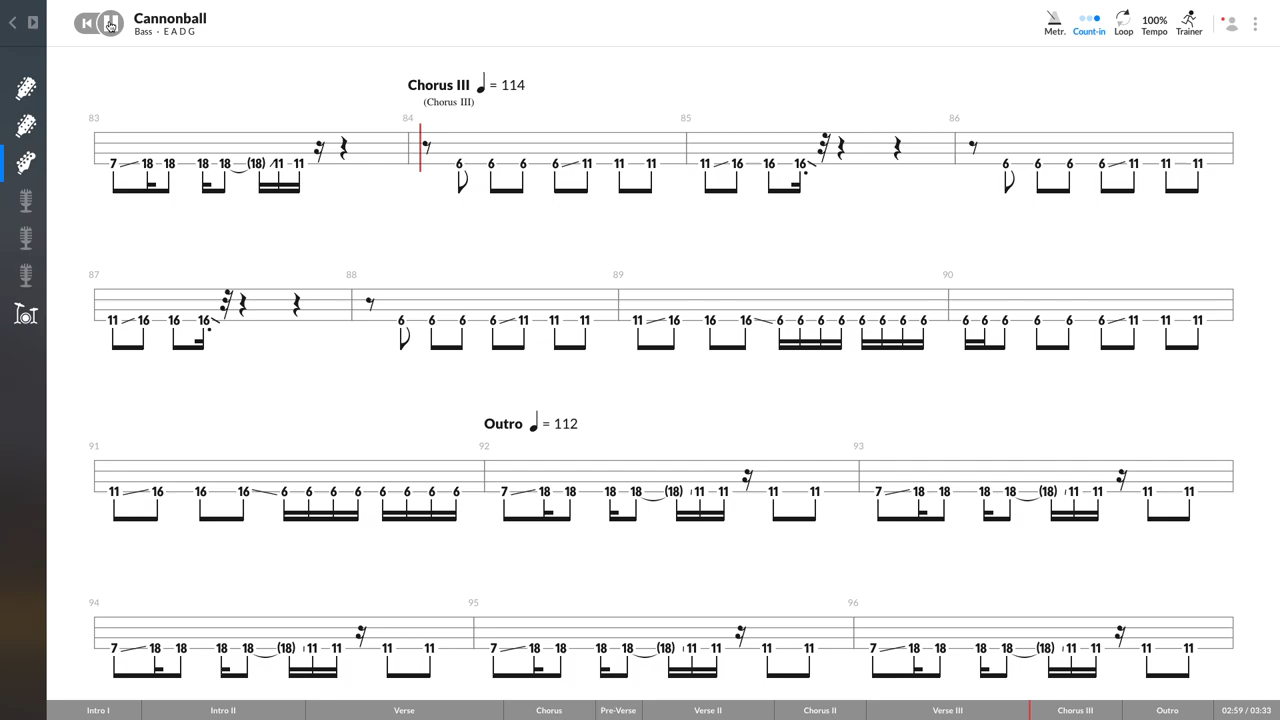 Cannonball
Bass · E A D G
Metr.
Count-in
Loop
100%
Tempo
Trainer
Chorus III = 114
(Chorus III)
83 84 85 86
7 18 18 18 18 (18) 11 11 6 6 6 6 11 11 11 11 16 16 16 6 6 6 6 11 11 11
87 88 89 90
11 16 16 16 6 6 6 6 11 11 11 11 16 16 16 6 6 6 6 6 6 6 6 6 6 6 6 6 6 11 11 11
Outro = 112
91 92 93
11 16 16 16 6 6 6 6 6 6 6 6 7 18 18 18 18 (18) 11 11 11 11 7 18 18 18 18 (18) 11 11 11 11
94 95 96
7 18 18 18 18 (18) 11 11 11 11 7 18 18 18 18 (18) 11 11 11 11 7 18 18 18 18 (18) 11 11 11 11
Intro I Intro II Verse Chorus Pre-Verse Verse II Chorus II Verse III Chorus III Outro 02:59 / 03:33